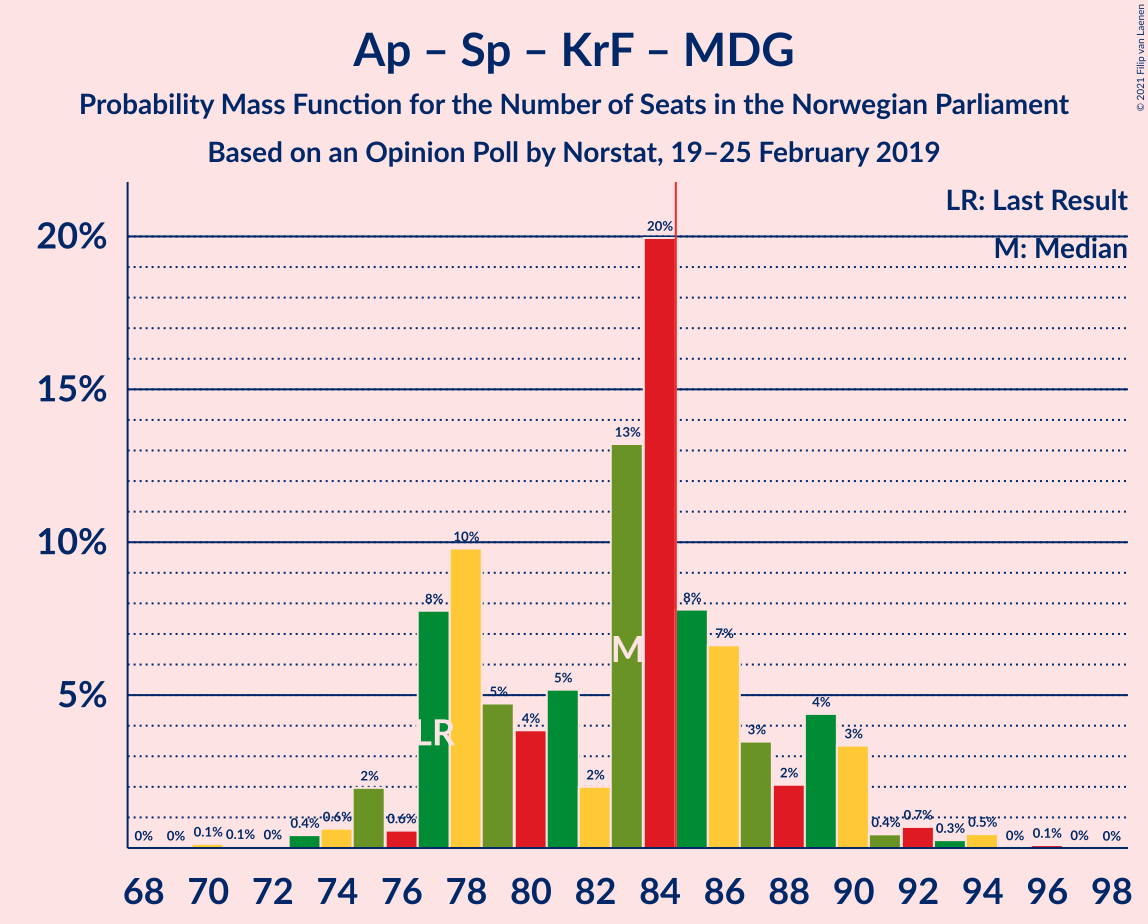 Ap – Sp – KrF – MDG
Probability Mass Function for the Number of Seats in the Norwegian Parliament
Based on an Opinion Poll by Norstat, 19–25 February 2019
© 2021 Filip van Laenen
LR: Last Result
M: Median
20%
15%
10%
5%
0% 0% 0.1% 0.1% 0% 0.4% 0.6% 2% 0.6% 8% 10% 5% 4% 5% 2% 13% 20% 8% 7% 3% 2% 4% 3% 0.4% 0.7% 0.3% 0.5% 0% 0.1% 0% 0%
LR
M
68 70 72 74 76 78 80 82 84 86 88 90 92 94 96 98